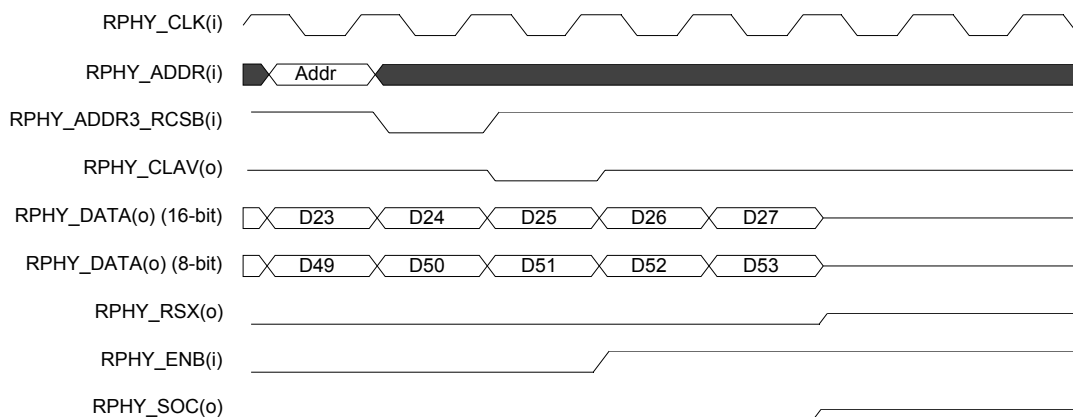 RPHY_CLK(i)
RPHY_ADDR(i) Addr
RPHY_ADDR3_RCSB(i)
RPHY_CLAV(o)
RPHY_DATA(o) (16-bit) D23 D24 D25 D26 D27
RPHY_DATA(o) (8-bit) D49 D50 D51 D52 D53
RPHY_RSX(o)
RPHY_ENB(i)
RPHY_SOC(o)